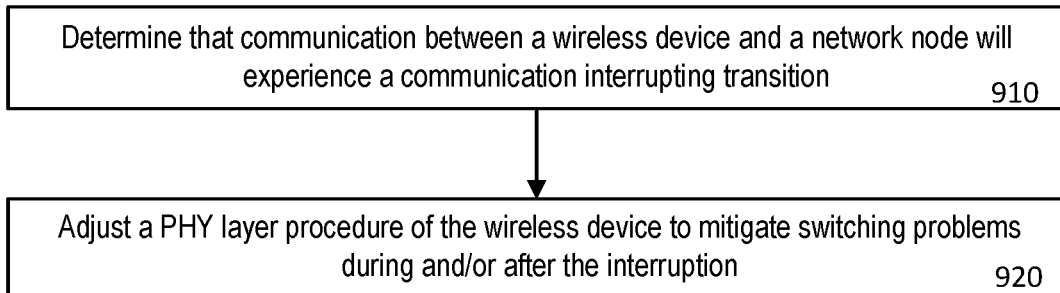 Determine that communication between a wireless device and a network node will
experience a communication interrupting transition
910
Adjust a PHY layer procedure of the wireless device to mitigate switching problems
during and/or after the interruption
920